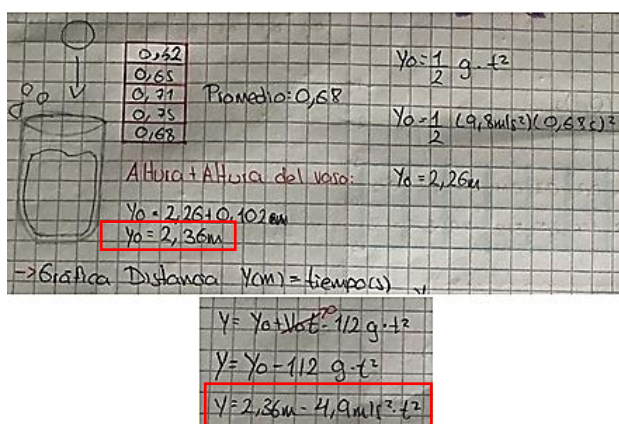 0,62
0,65
0,71
0,75
0,68
Promedio: 0,68
Yo = 1/2 g · t²
Yo = 1/2 (9,8m/s²)(0,68s)²
Yo = 2,26m
Altura + Altura del vaso:
Yo = 2,26 + 0,102
Yo = 2,36m
→ Gráfica Distancia Y(m) = tiempo(s)
Y = Yo + Vot - 1/2 g · t²
Y = Yo - 1/2 g · t²
Y = 2,36m - 4,9m/s² · t²